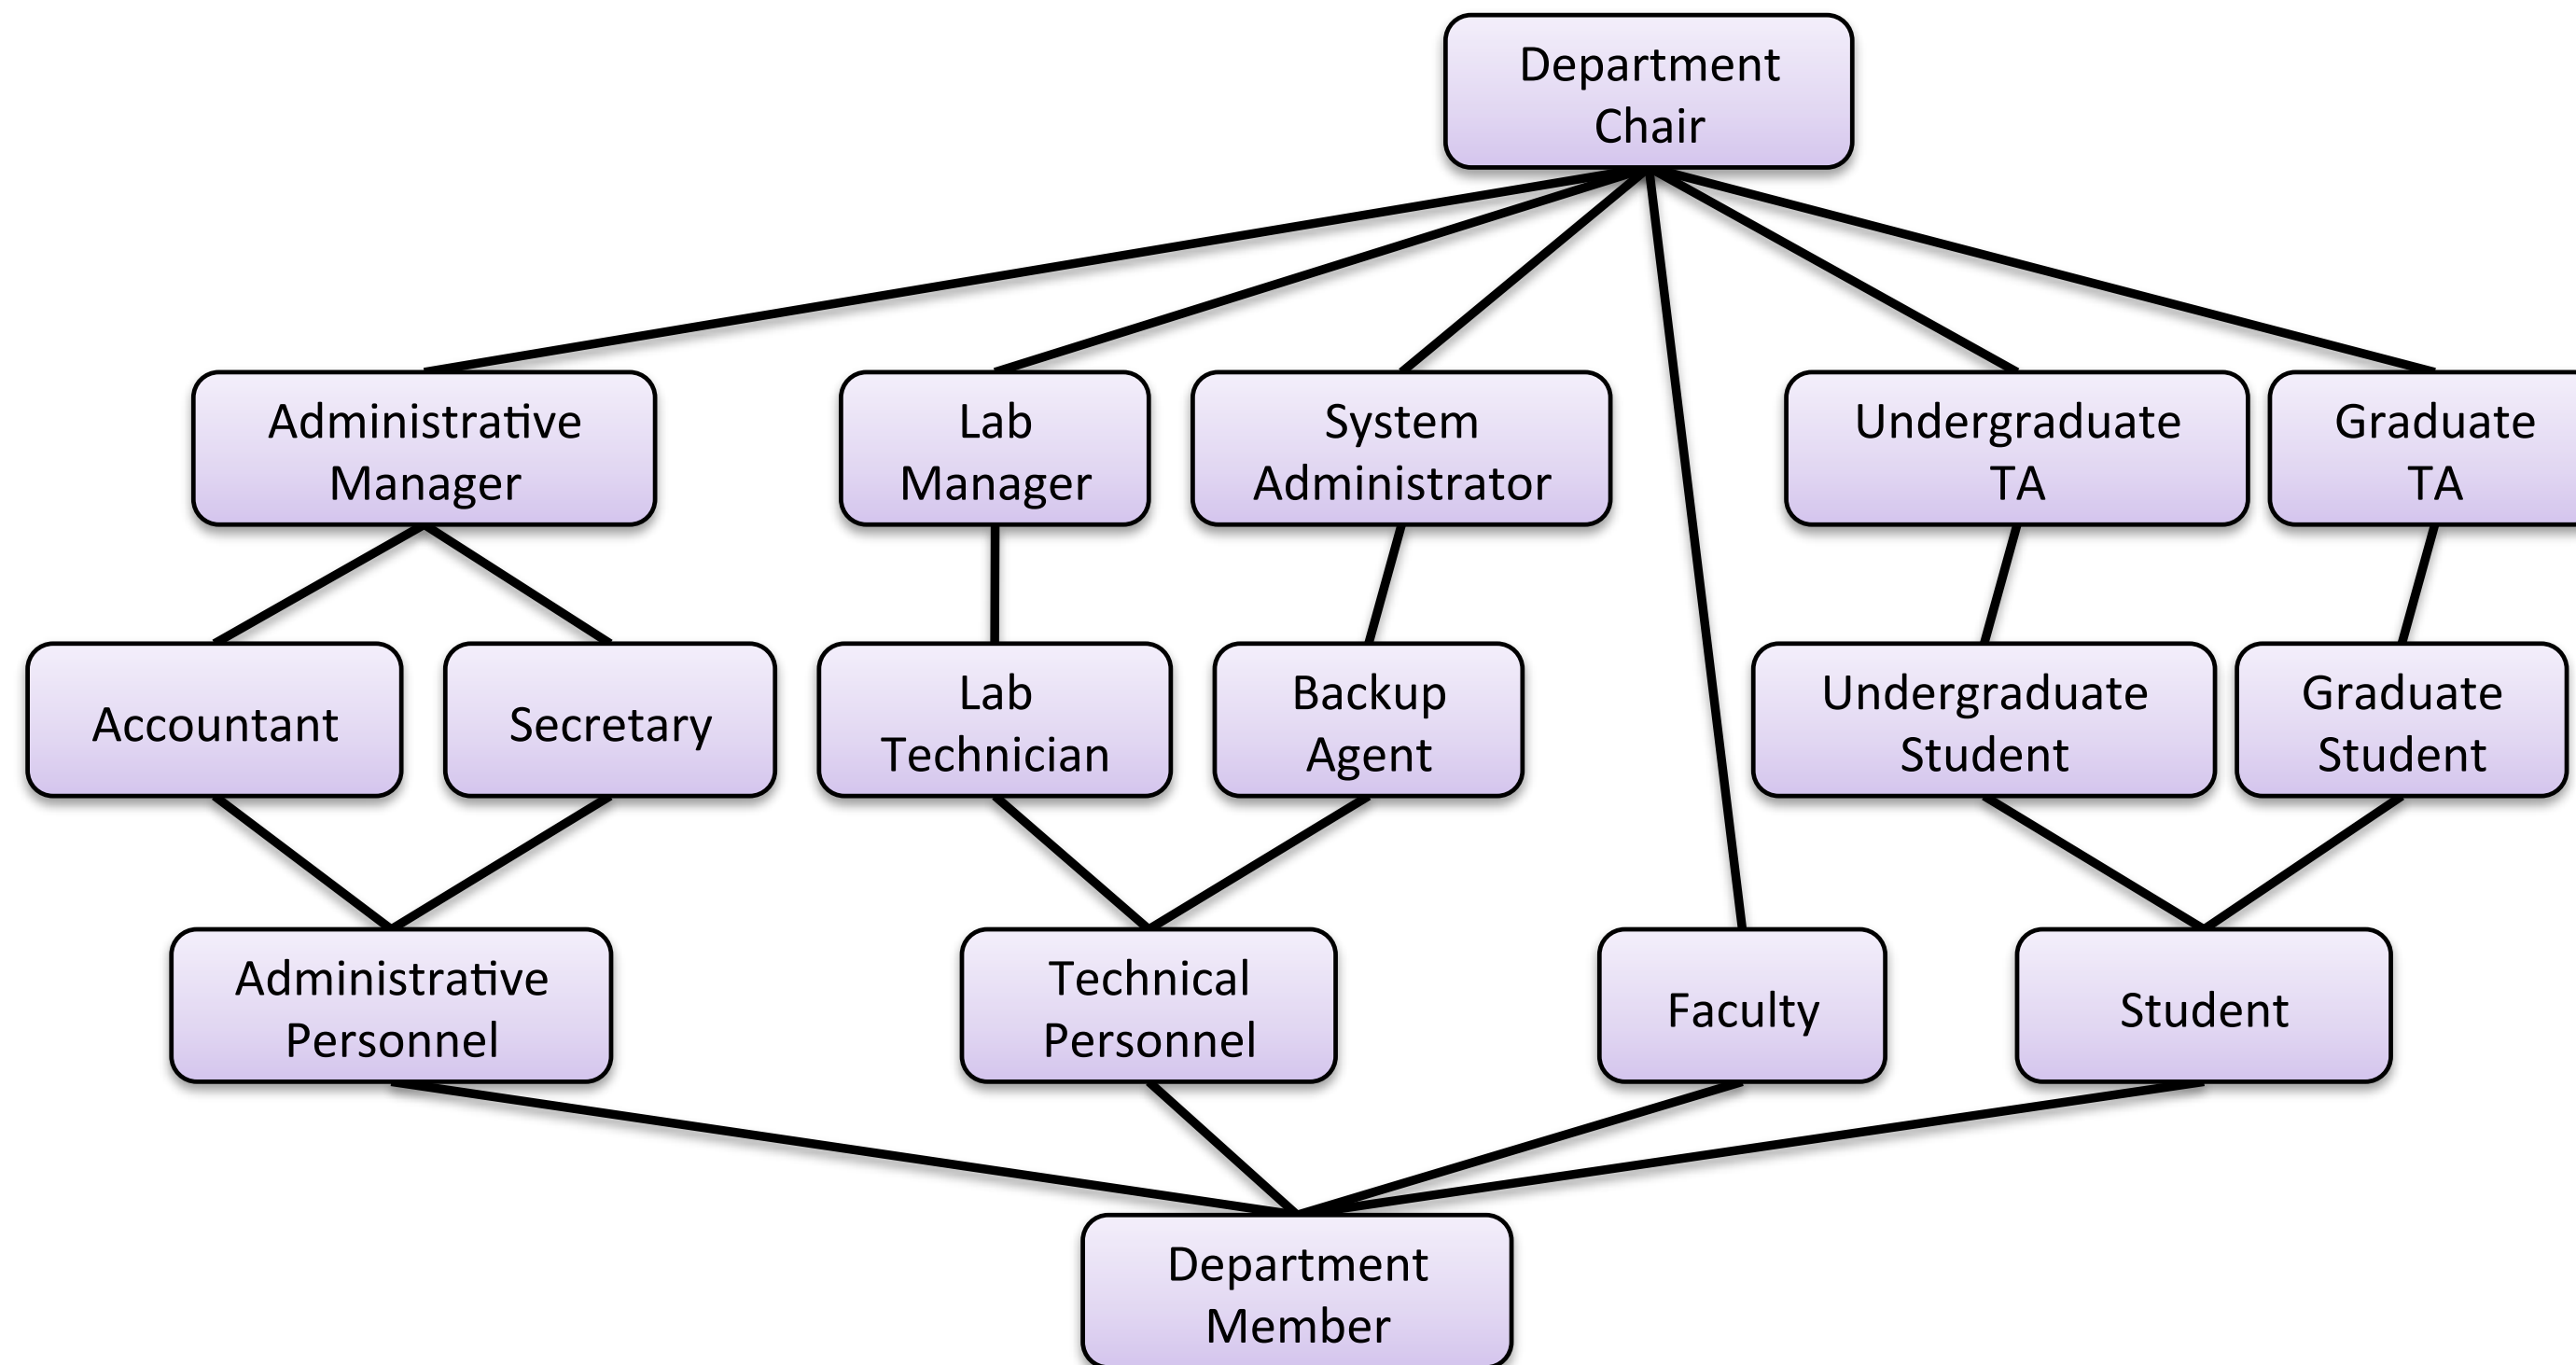 Department
Chair
Administrative
Manager
Lab
Manager
System
Administrator
Undergraduate
TA
Graduate
TA
Accountant
Secretary
Lab
Technician
Backup
Agent
Undergraduate
Student
Graduate
Student
Administrative
Personnel
Technical
Personnel
Faculty
Student
Department
Member